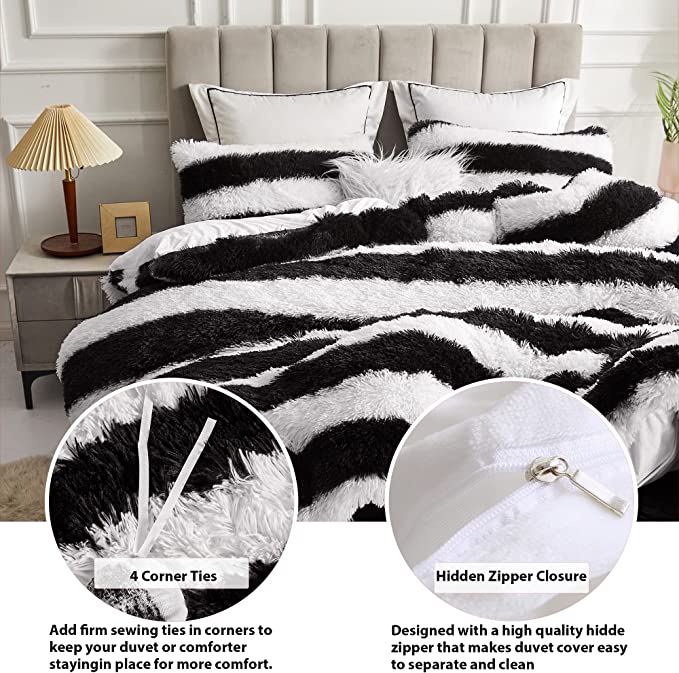 4 Corner Ties
Hidden Zipper Closure
Add firm sewing ties in corners to
keep your duvet or comforter
stayingin place for more comfort.
Designed with a high quality hidde
zipper that makes duvet cover easy
to separate and clean